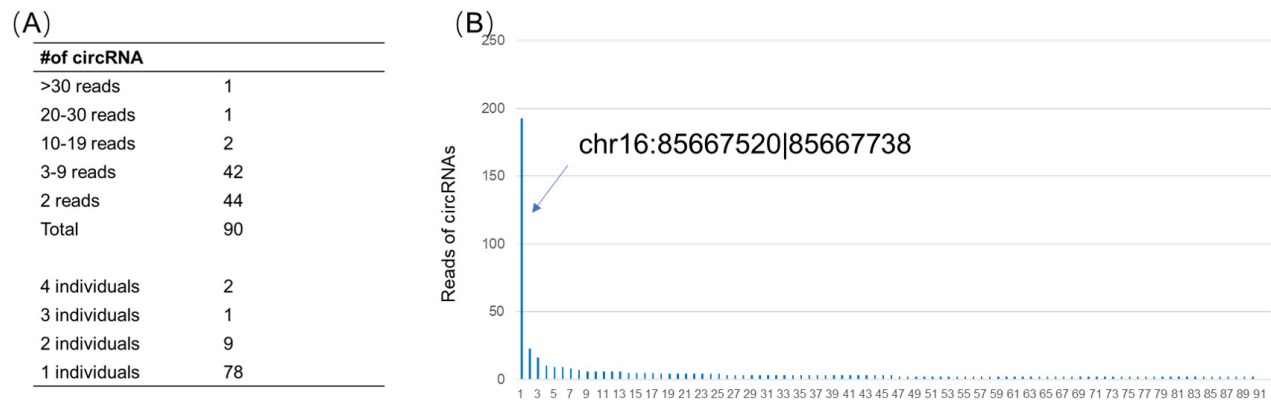 (A)
#of circRNA
>30 reads 1
20-30 reads 1
10-19 reads 2
3-9 reads 42
2 reads 44
Total 90
4 individuals 2
3 individuals 1
2 individuals 9
1 individuals 78
(B)
250
200
150
100
50
0
Reads of circRNAs
chr16:85667520|85667738
1 3 5 7 9 11 13 15 17 19 21 23 25 27 29 31 33 35 37 39 41 43 45 47 49 51 53 55 57 59 61 63 65 67 69 71 73 75 77 79 81 83 85 87 89 91